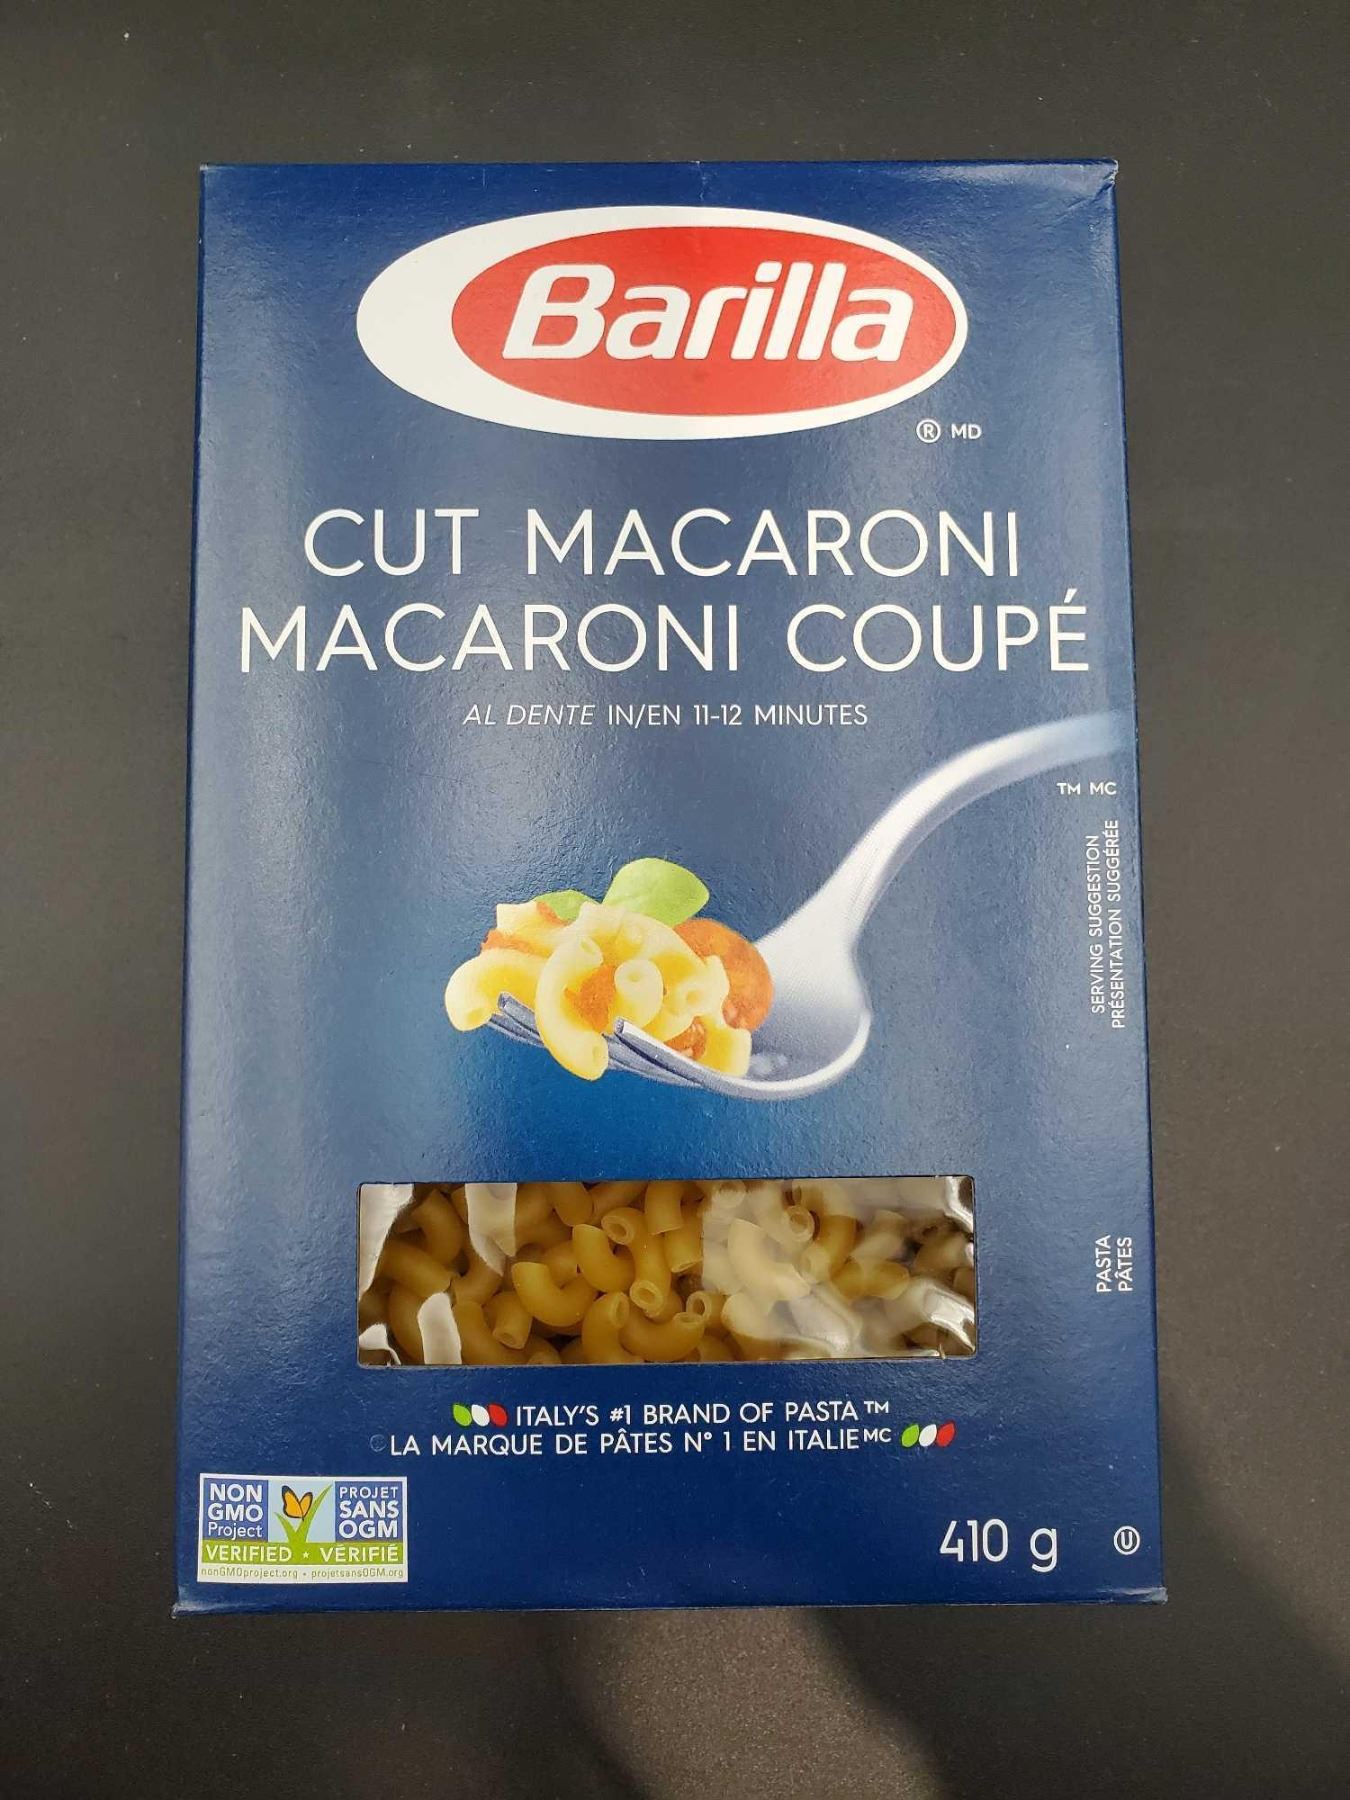 Barilla
® MD
CUT MACARONI
MACARONI COUPÉ
AL DENTE IN/EN 11-12 MINUTES
TM MC
SERVING SUGGESTION
PRÉSENTATION SUGGÉRÉE
PASTA
PÂTES
ITALY'S #1 BRAND OF PASTA TM
LA MARQUE DE PÂTES N° 1 EN ITALIE MC
NON
GMO
Project
PROJET
SANS
OGM
VERIFIED • VÉRIFIÉ
nonGMOproject.org • projetsansOGM.org
410 g
U